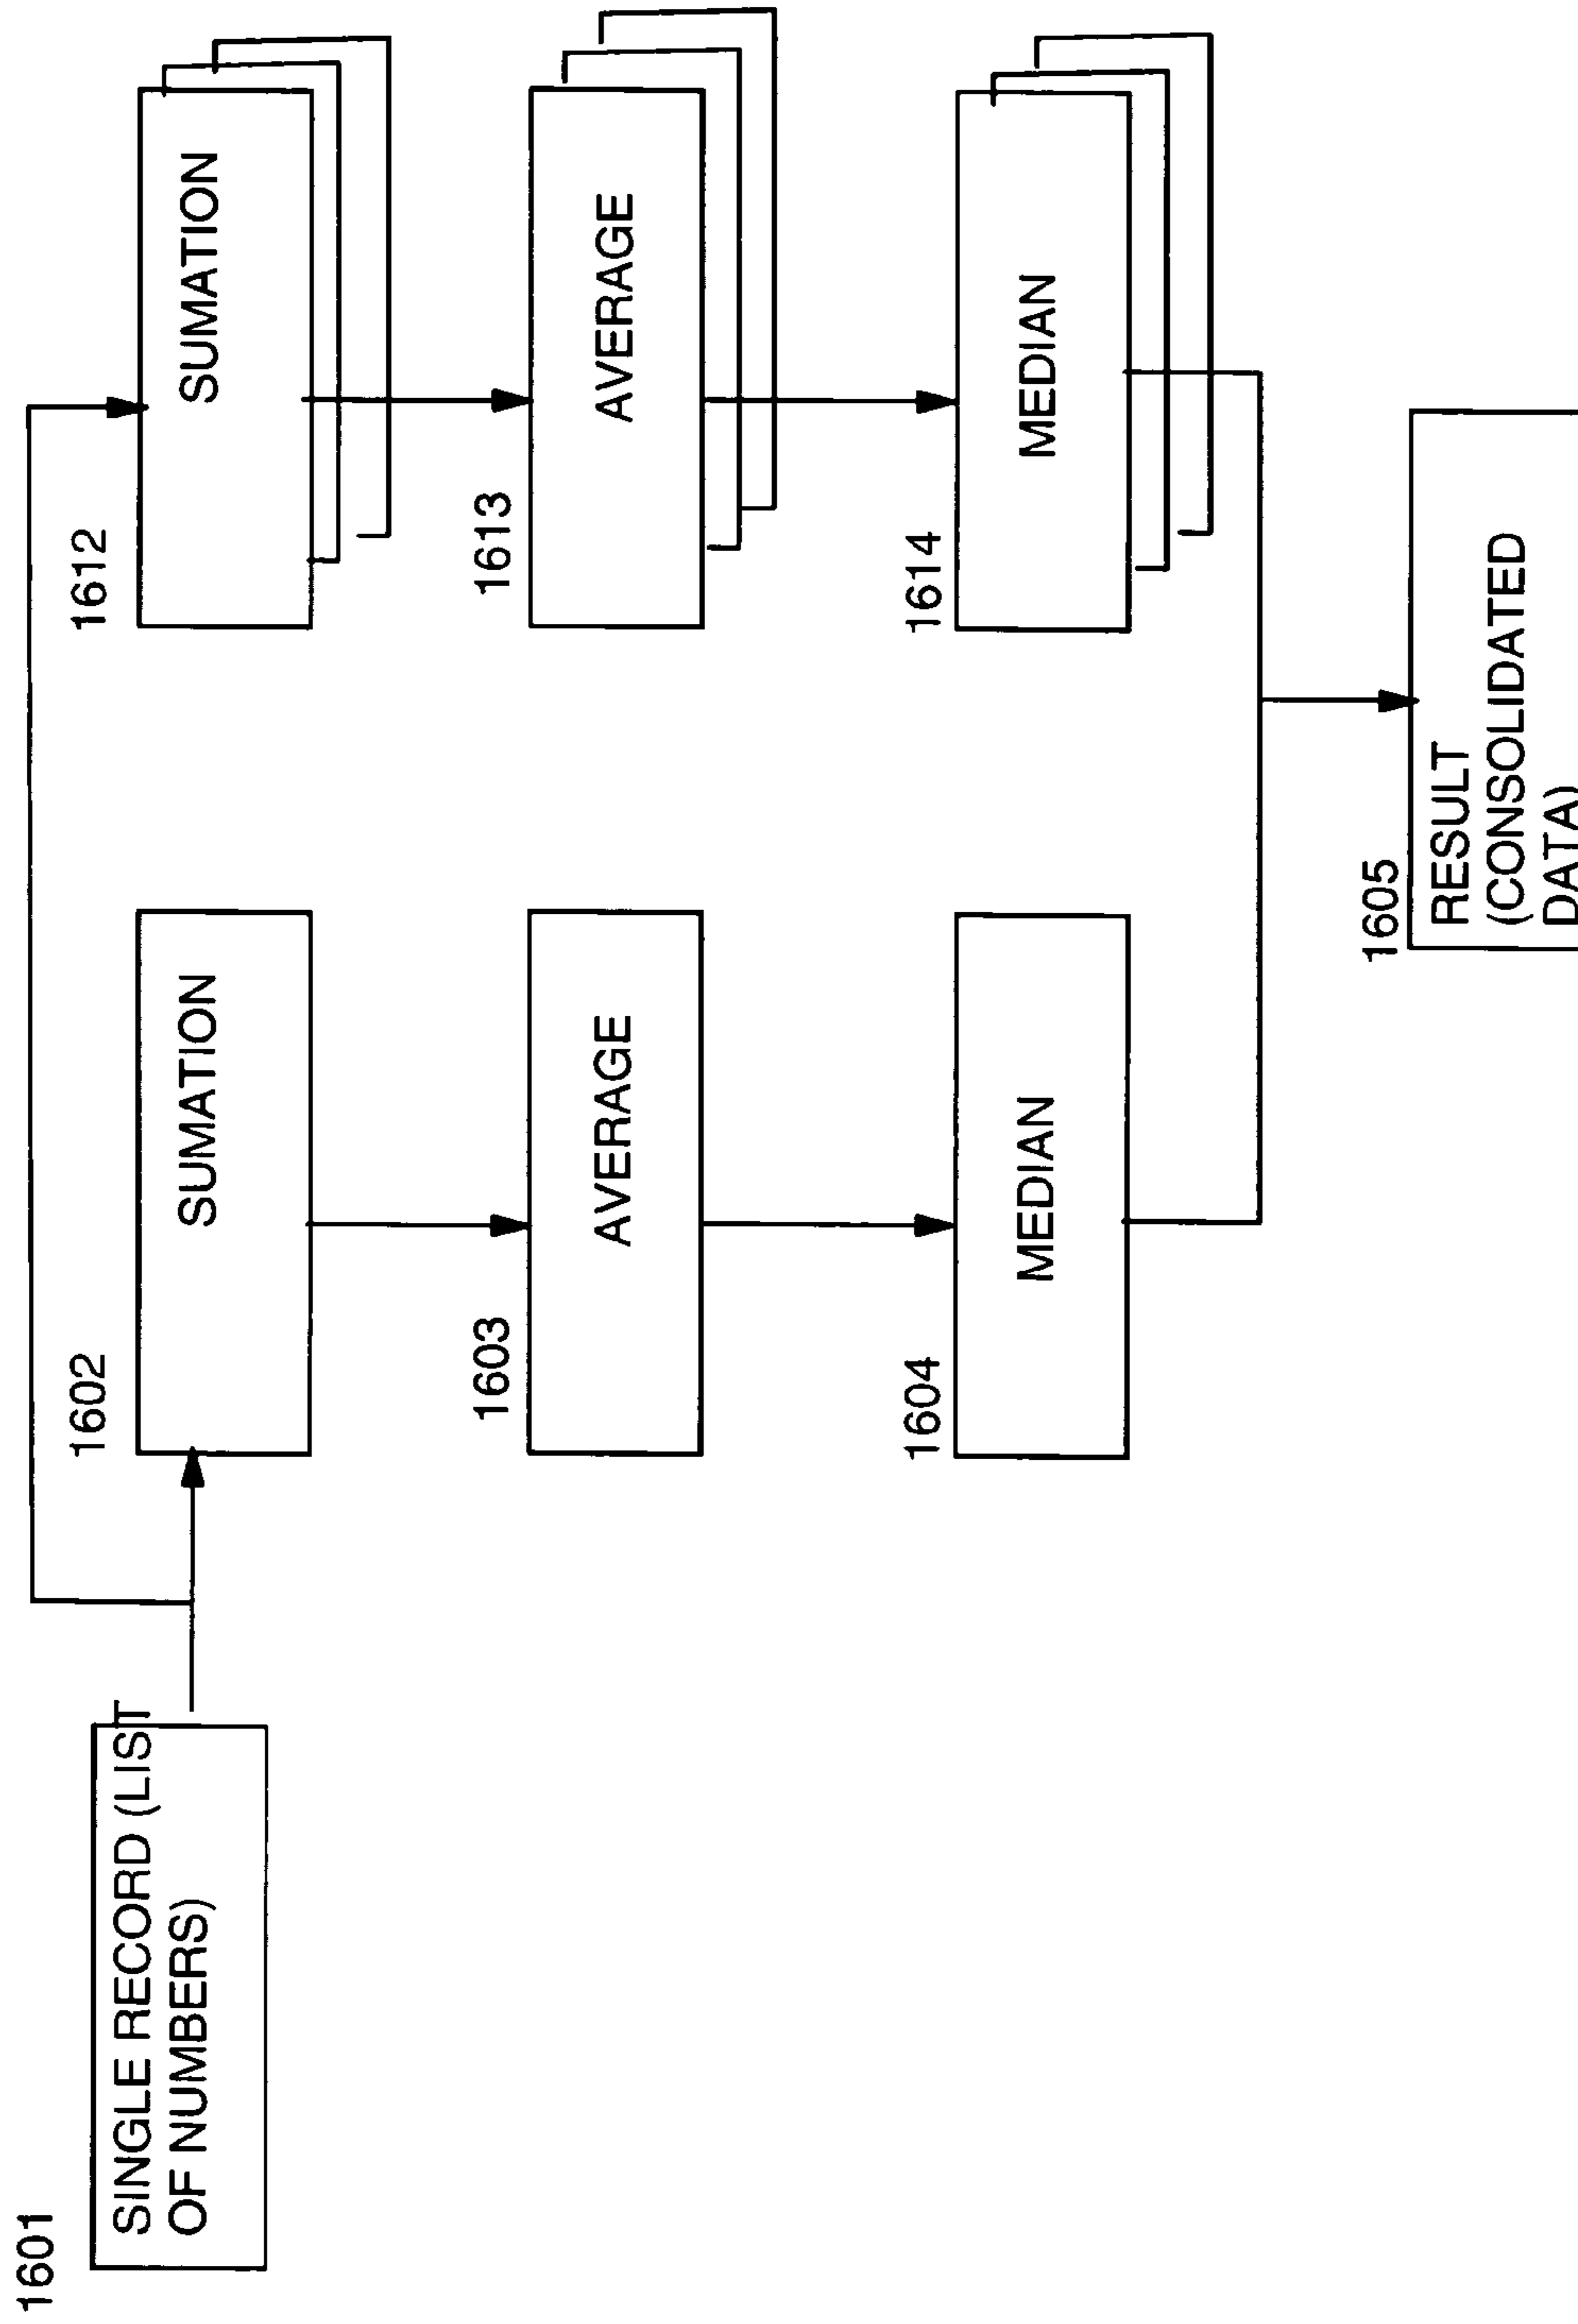 1601
SINGLE RECORD (LIST
OF NUMBERS)
1602
SUMATION
1603
AVERAGE
1604
MEDIAN
1612
SUMATION
1613
AVERAGE
1614
MEDIAN
1605
RESULT
(CONSOLIDATED
DATA)